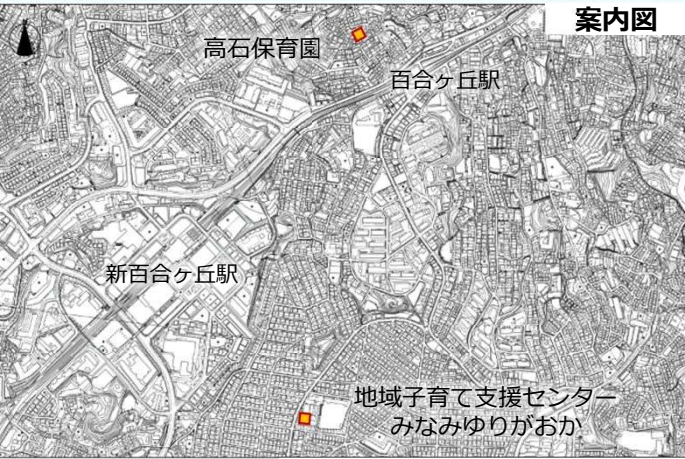 案内図
高石保育園
百合ヶ丘駅
新百合ヶ丘駅
地域子育て支援センター
みなみゆりがおか